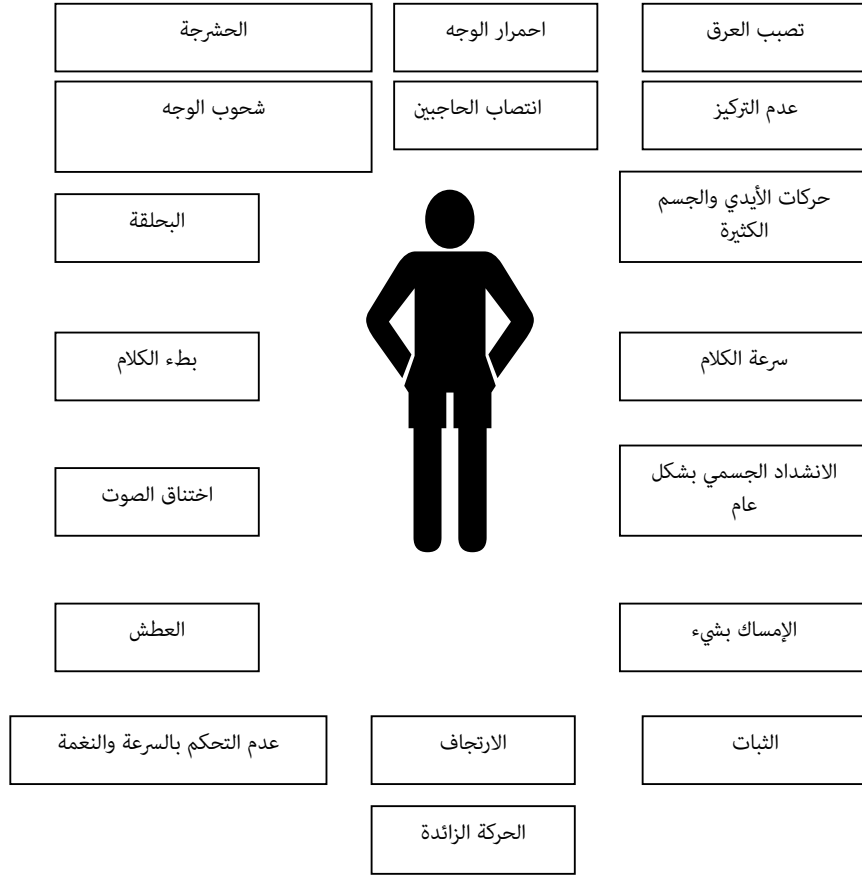 تصبب العرق
احمرار الوجه
الحشرجة
عدم التركيز
انتصاب الحاجبين
شحوب الوجه
حركات الأيدي والجسم
الكثيرة
البحلقة
سرعة الكلام
بطء الكلام
الانشداد الجسمي بشكل
عام
اختناق الصوت
الإمساك بشيء
العطش
الثبات
الارتجاف
عدم التحكم بالسرعة والنغمة
الحركة الزائدة